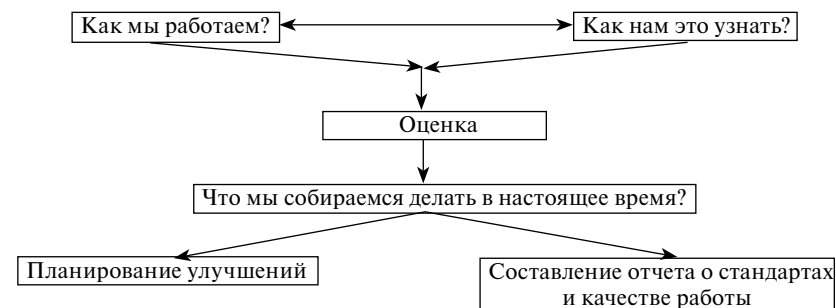 Как мы работаем?
Как нам это узнать?
Оценка
Что мы собираемся делать в настоящее время?
Планирование улучшений
Составление отчета о стандартах
и качестве работы